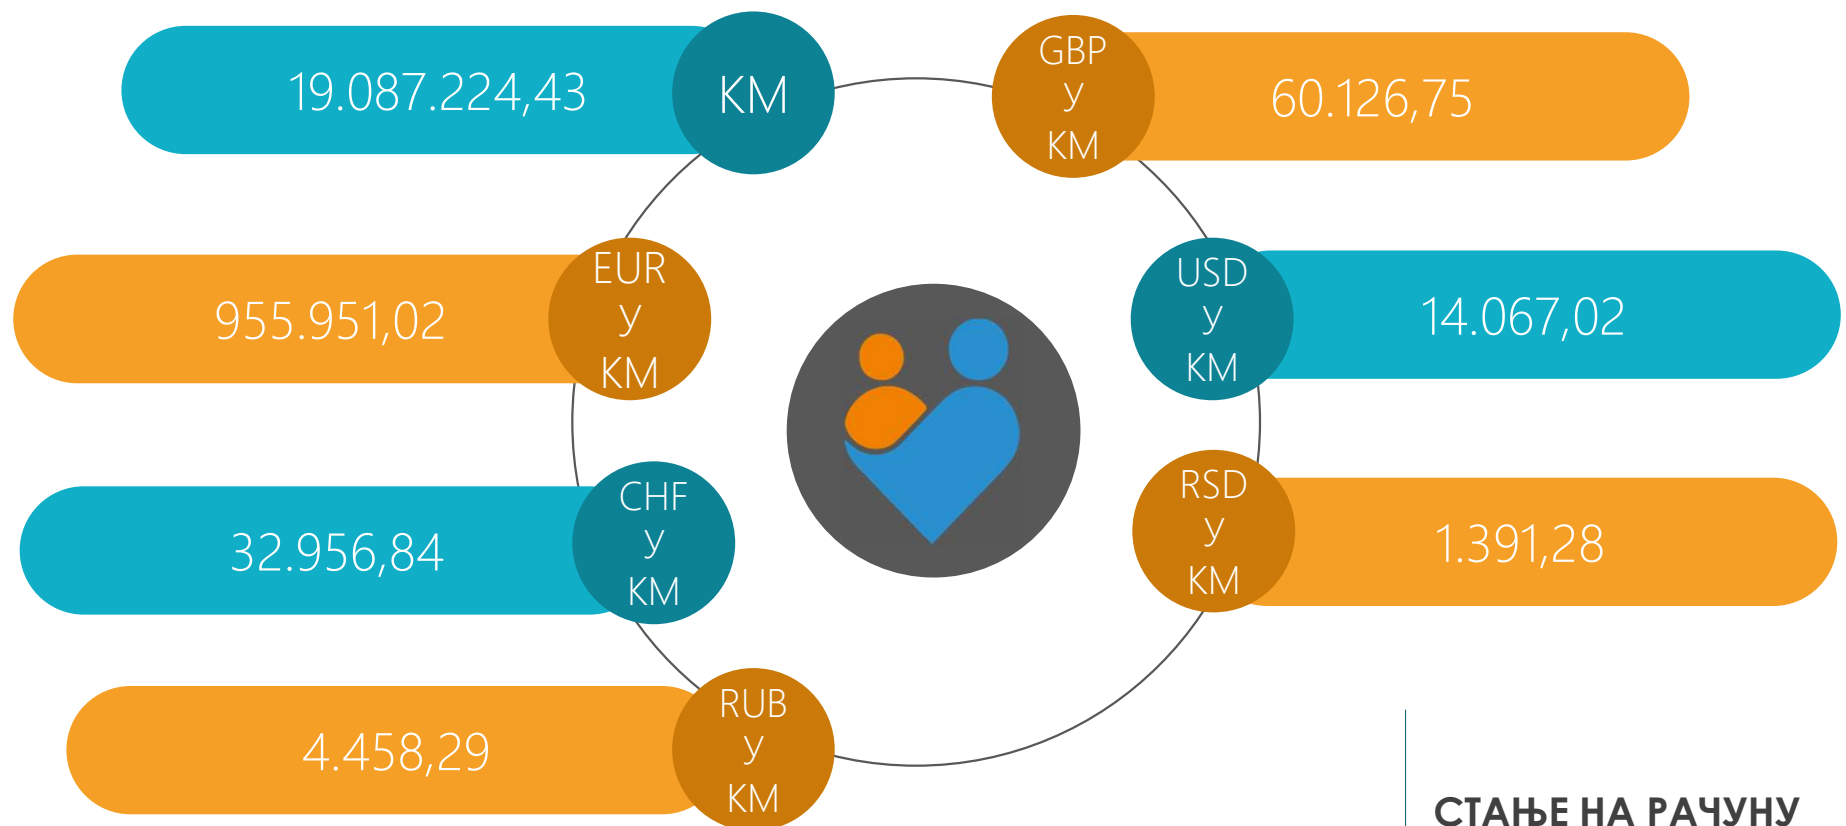 19.087.224,43
КМ
GBP
у
КМ
60.126,75
955.951,02
EUR
у
КМ
USD
у
КМ
14.067,02
32.956,84
CHF
у
КМ
RSD
у
КМ
1.391,28
4.458,29
RUB
у
КМ
СТАЊЕ НА РАЧУНУ